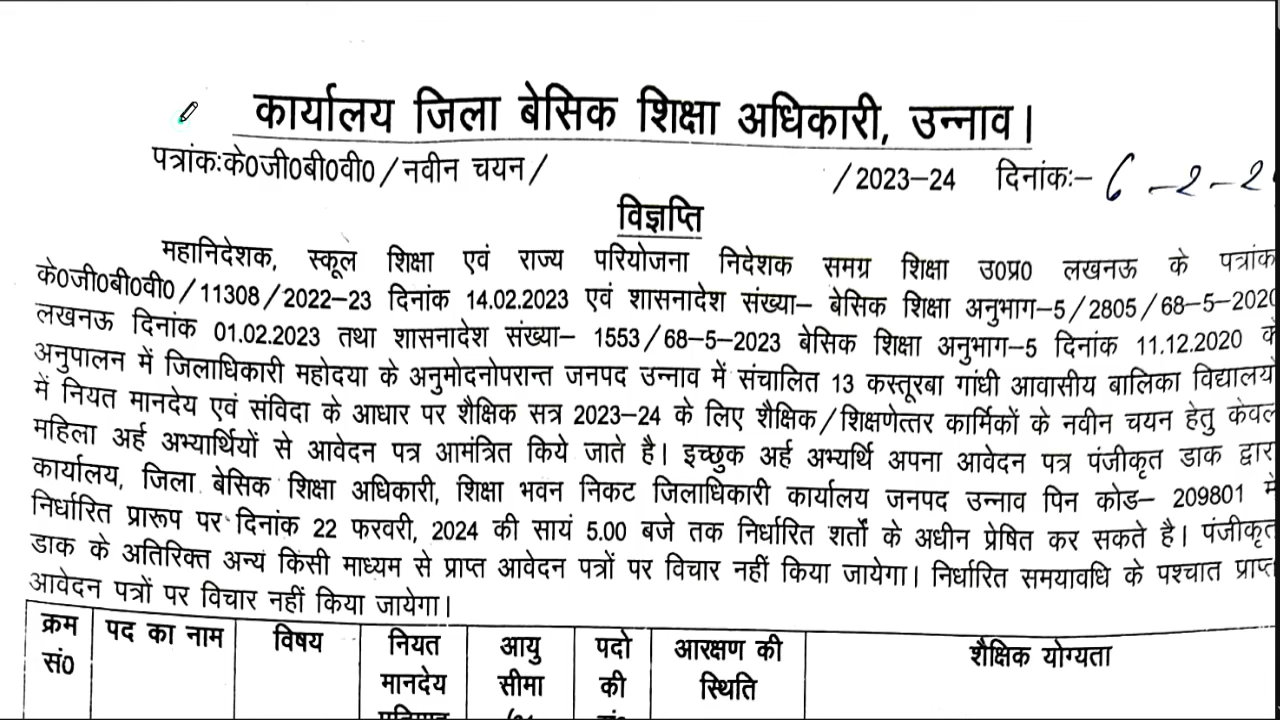 कार्यालय जिला बेसिक शिक्षा अधिकारी, उन्नाव।
पत्रांकः के0जी0बी0वी0/नवीन चयन/ /2023-24 दिनांकः- 6-2-2
विज्ञप्ति
महानिदेशक, स्कूल शिक्षा एवं राज्य परियोजना निदेशक समग्र शिक्षा उ0प्र0 लखनऊ के पत्रांक
के0जी0बी0वी0/11308/2022-23 दिनांक 14.02.2023 एवं शासनादेश संख्या- बेसिक शिक्षा अनुभाग-5/2805/68-5-2020
लखनऊ दिनांक 01.02.2023 तथा शासनादेश संख्या- 1553/68-5-2023 बेसिक शिक्षा अनुभाग-5 दिनांक 11.12.2020 के
अनुपालन में जिलाधिकारी महोदया के अनुमोदनोपरान्त जनपद उन्नाव में संचालित 13 कस्तूरबा गांधी आवासीय बालिका विद्यालयों
में नियत मानदेय एवं संविदा के आधार पर शैक्षिक सत्र 2023-24 के लिए शैक्षिक/शिक्षणेत्तर कार्मिकों के नवीन चयन हेतु केवल
महिला अर्ह अभ्यार्थियों से आवेदन पत्र आमंत्रित किये जाते है। इच्छुक अर्ह अभ्यर्थि अपना आवेदन पत्र पंजीकृत डाक द्वारा
कार्यालय, जिला बेसिक शिक्षा अधिकारी, शिक्षा भवन निकट जिलाधिकारी कार्यालय जनपद उन्नाव पिन कोड- 209801 में
निर्धारित प्रारूप पर दिनांक 22 फरवरी, 2024 की सायं 5.00 बजे तक निर्धारित शर्तों के अधीन प्रेषित कर सकते है। पंजीकृत
डाक के अतिरिक्त अन्य किसी माध्यम से प्राप्त आवेदन पत्रों पर विचार नहीं किया जायेगा। निर्धारित समयावधि के पश्चात प्राप्त
आवेदन पत्रों पर विचार नहीं किया जायेगा।
क्रम पद का नाम विषय नियत आयु पदो आरक्षण की शैक्षिक योग्यता
सं0 मानदेय सीमा की स्थिति